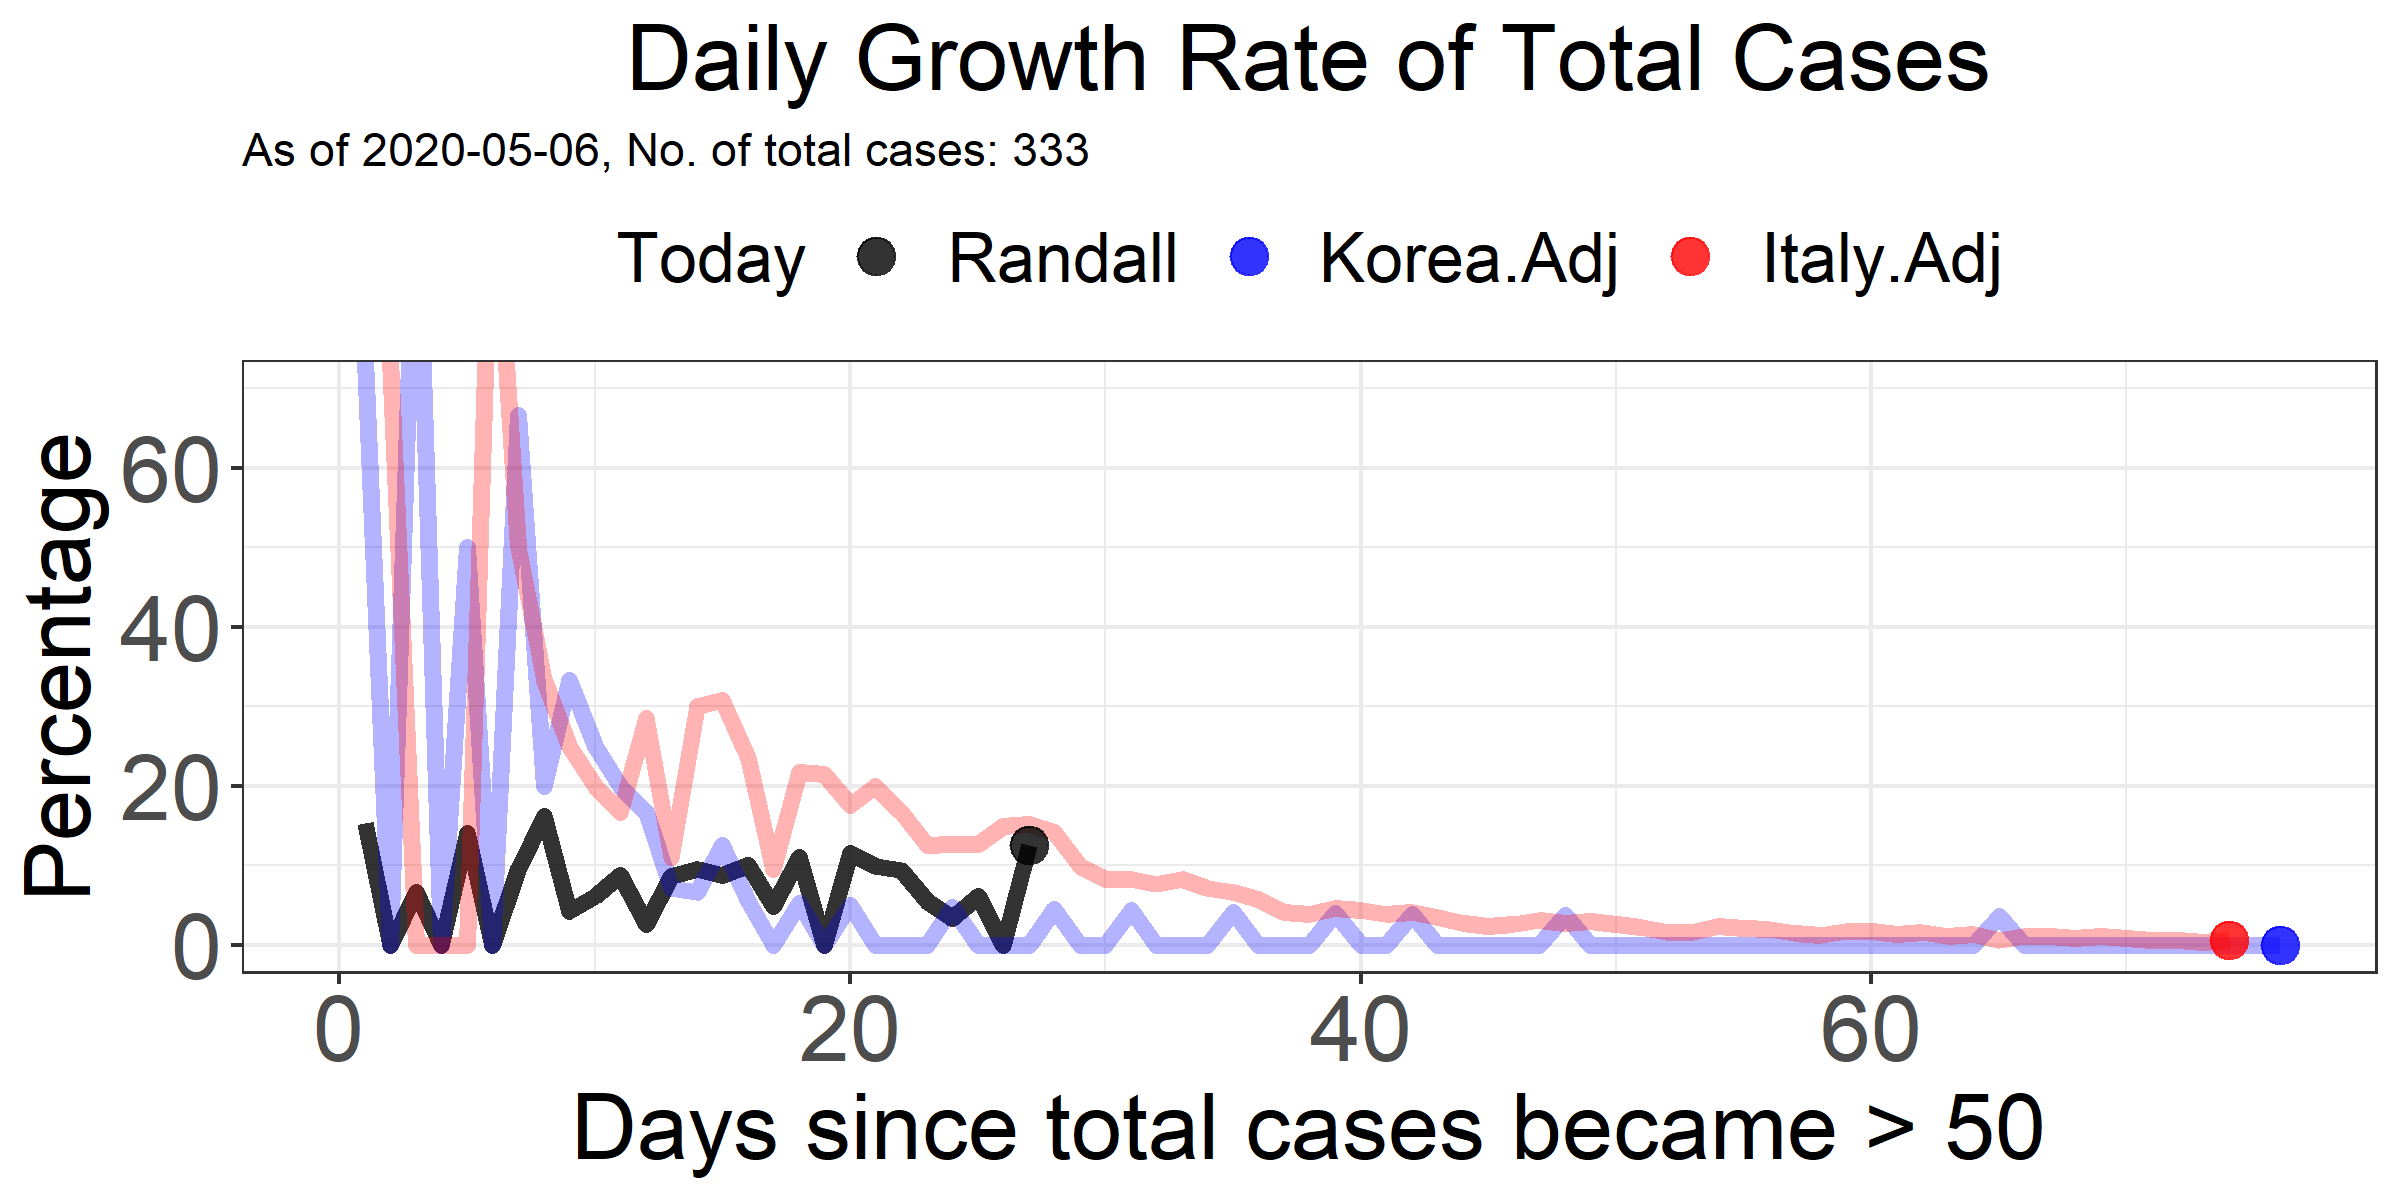 Daily Growth Rate of Total Cases
As of 2020-05-06, No. of total cases: 333
Today Randall Korea.Adj Italy.Adj
Percentage
60
40
20
0
0 20 40 60
Days since total cases became > 50